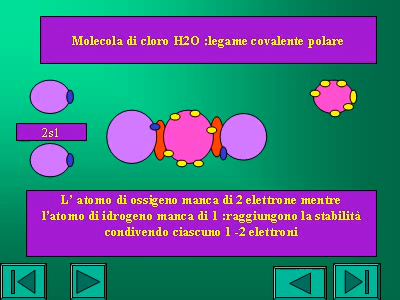 Molecola di cloro H2O :legame covalente polare
2s1
L' atomo di ossigeno manca di 2 elettrone mentre
l'atomo di idrogeno manca di 1 :raggiungono la stabilità
condividendo ciascuno 1 -2 elettroni